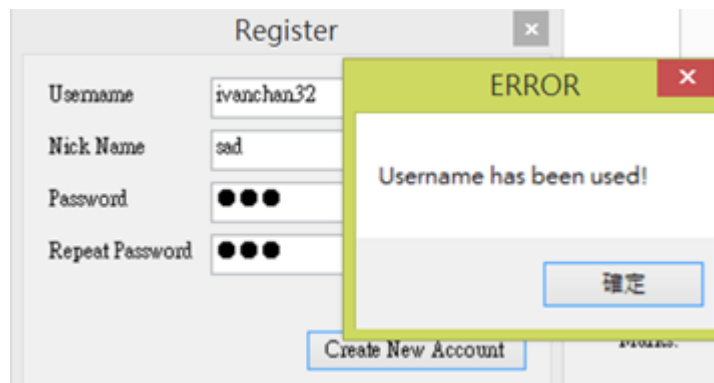 Register
ERROR
Username
ivanchan32
Nick Name
sad
Username has been used!
Password
Repeat Password
確定
Create New Account
Marks: